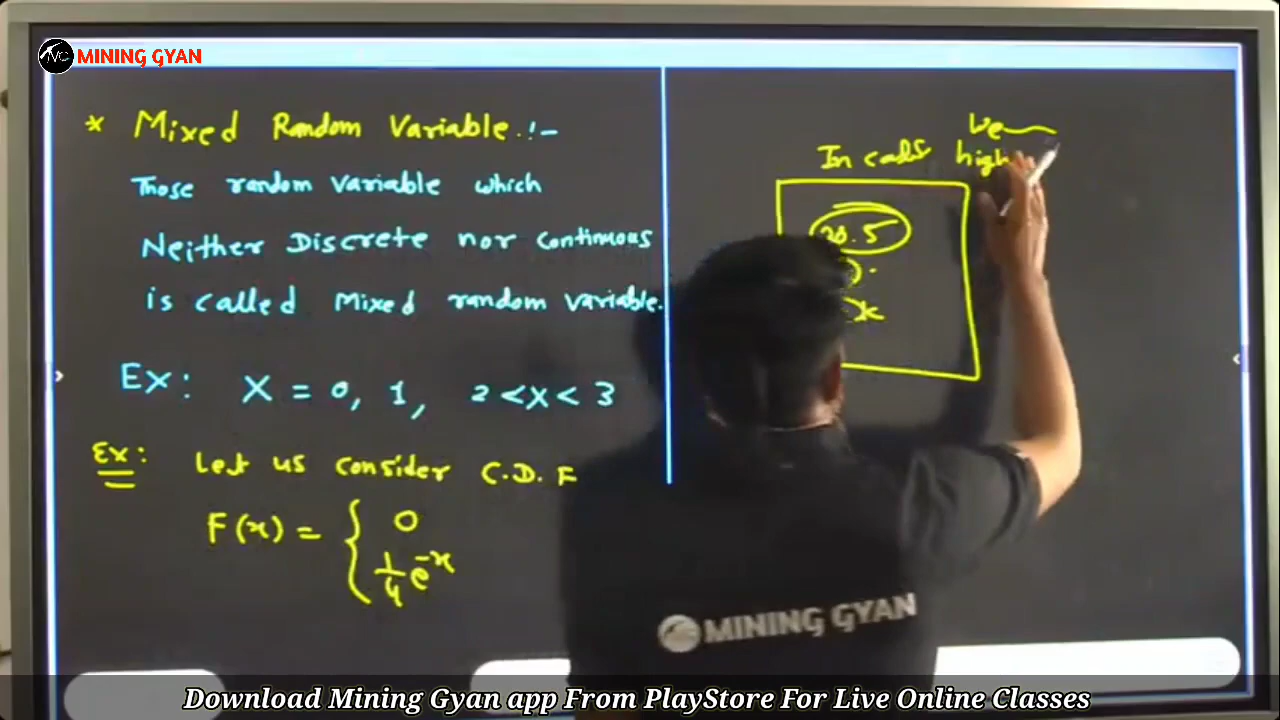 MINING GYAN
* Mixed Random Variable :-
Those random variable which
Neither Discrete nor continuous
is called Mixed random variable.
Ex: X = 0, 1, 2 < x < 3
Ex: Let us consider C.D.F
F(x) = { 0
1/4 e^-x
We
In high
.5
x
MINING GYAN
Download Mining Gyan app From PlayStore For Live Online Classes